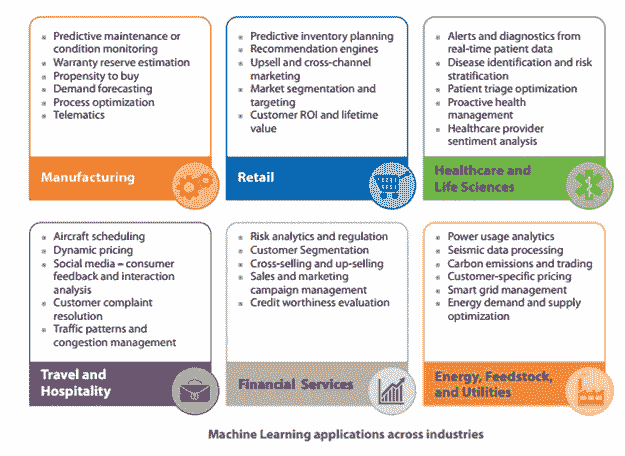 Predictive maintenance or
condition monitoring
Warranty reserve estimation
Propensity to buy
Demand forecasting
Process optimization
Telematics
Manufacturing
Predictive inventory planning
Recommendation engines
Upsell and cross-channel
marketing
Market segmentation and
targeting
Customer ROI and lifetime
value
Retail
Alerts and diagnostics from
real-time patient data
Disease identification and risk
stratification
Patient triage optimization
Proactive health
management
Healthcare provider
sentiment analysis
Healthcare and
Life Sciences
Aircraft scheduling
Dynamic pricing
Social media – consumer
feedback and interaction
analysis
Customer complaint
resolution
Traffic patterns and
congestion management
Travel and
Hospitality
Risk analytics and regulation
Customer Segmentation
Cross-selling and up-selling
Sales and marketing
campaign management
Credit worthiness evaluation
Financial Services
Power usage analytics
Seismic data processing
Carbon emissions and trading
Customer-specific pricing
Smart grid management
Energy demand and supply
optimization
Energy, Feedstock,
and Utilities
Machine Learning applications across industries